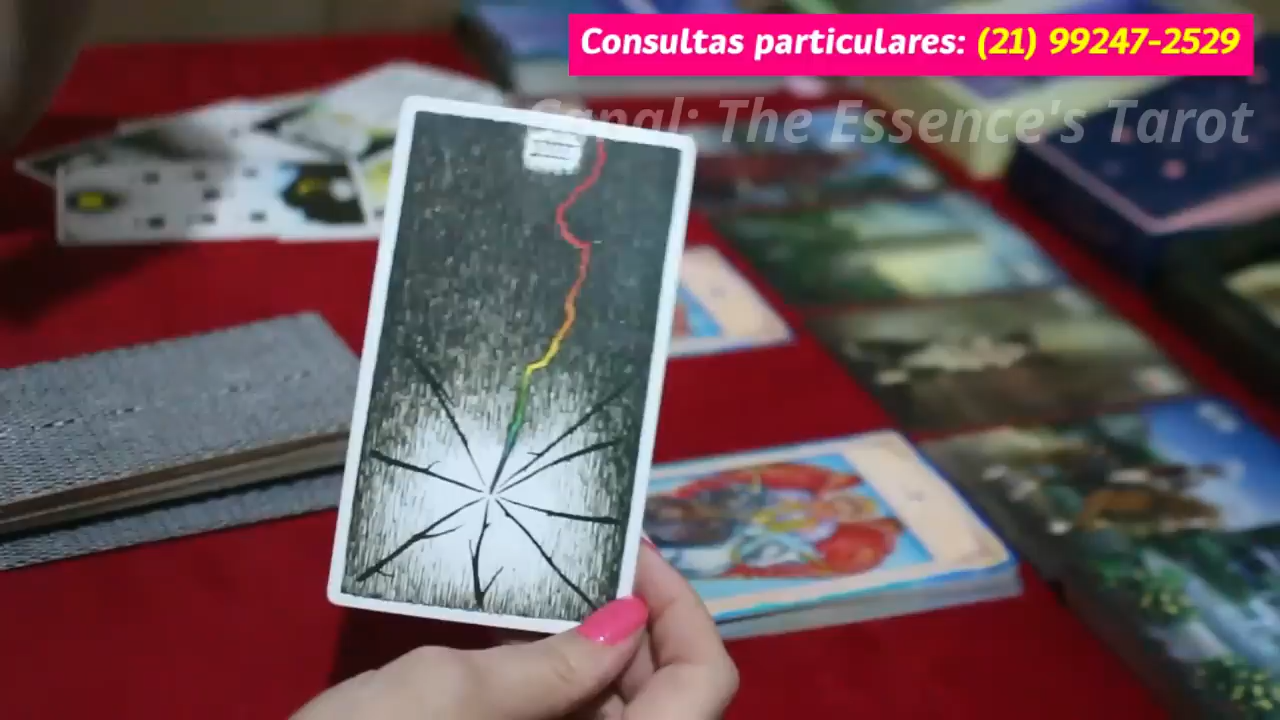 Consultas particulares: (21) 99247-2529
Canal: The Essence's Tarot